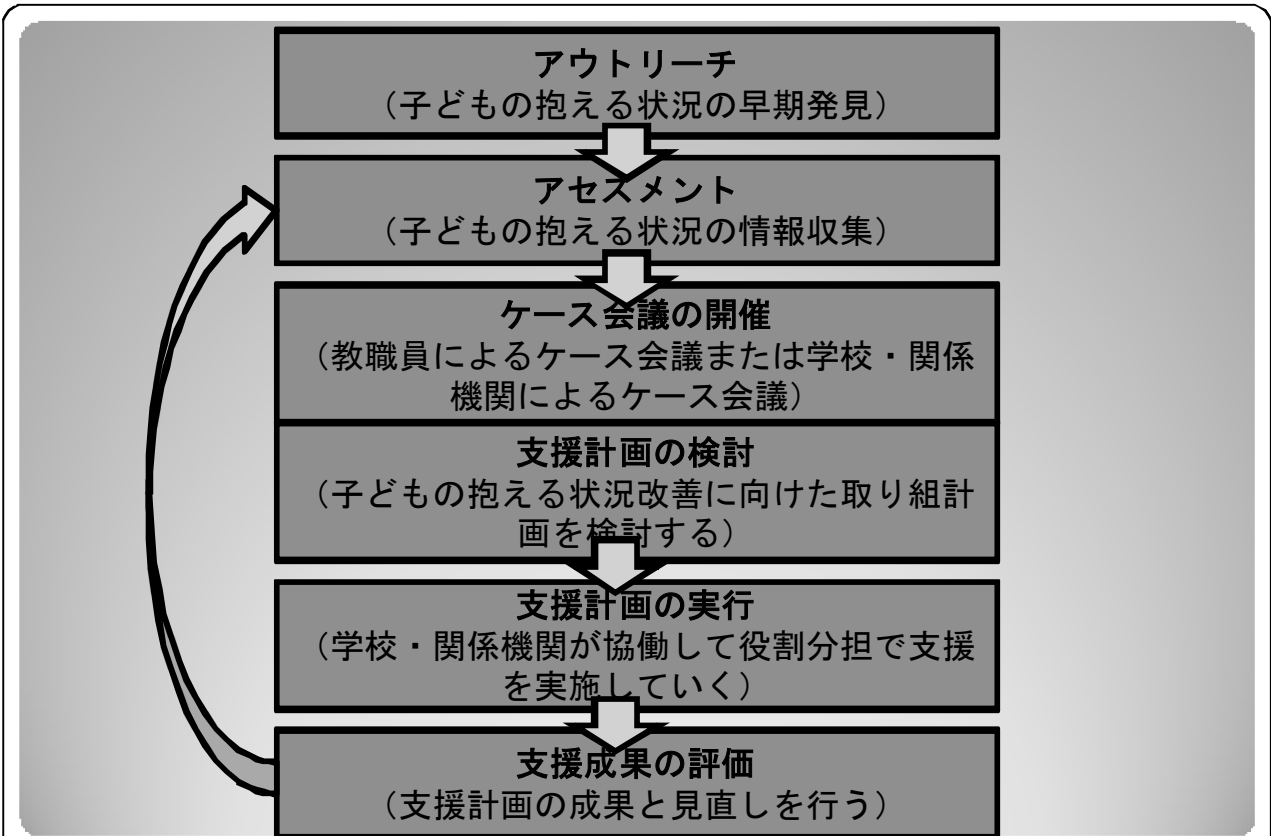 アウトリーチ
（子どもの抱える状況の早期発見）
アセスメント
（子どもの抱える状況の情報収集）
ケース会議の開催
（教職員によるケース会議または学校・関係
機関によるケース会議）
支援計画の検討
（子どもの抱える状況改善に向けた取り組計
画を検討する）
支援計画の実行
（学校・関係機関が協働して役割分担で支援
を実施していく）
支援成果の評価
（支援計画の成果と見直しを行う）